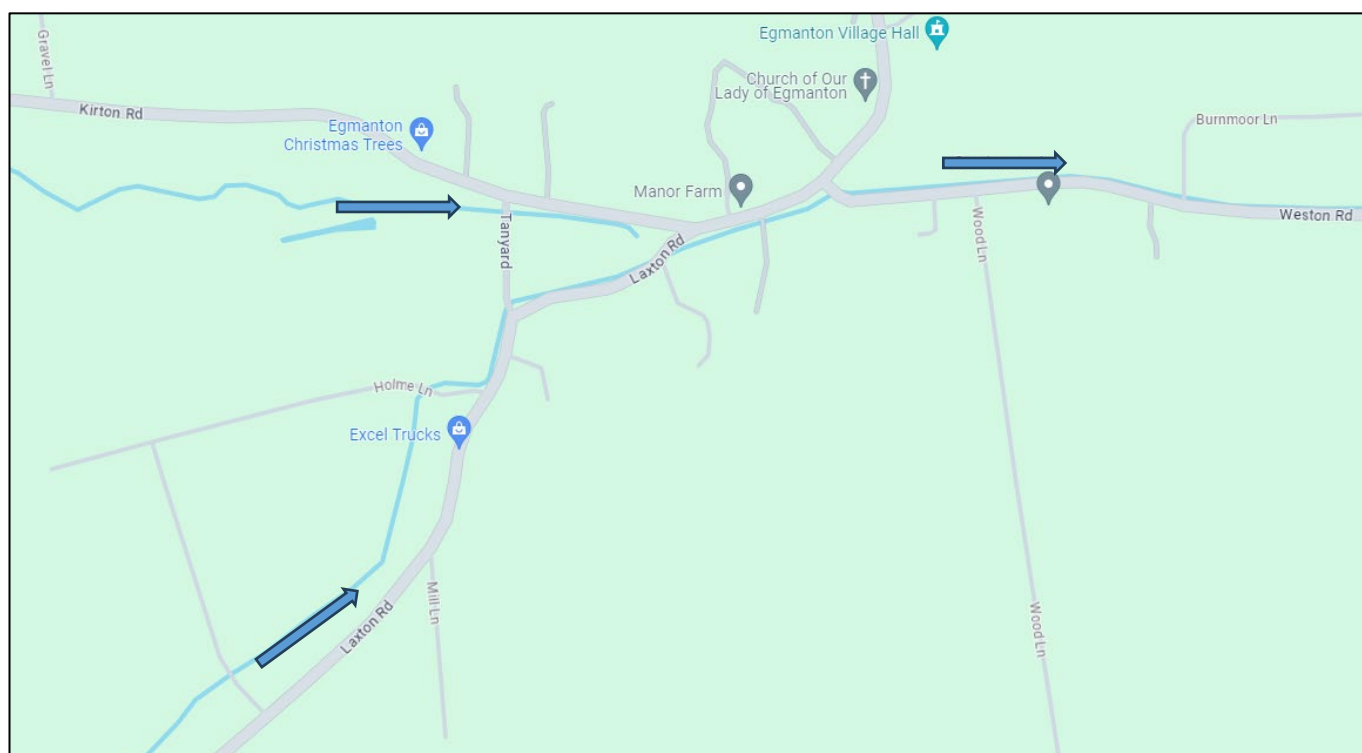 Gravel Ln
Egmanton Village Hall
Church of Our
Lady of Egmanton
Kirton Rd
Egmanton
Christmas Trees
Burnmoor Ln
Manor Farm
Weston Rd
Tanyard
Wood Ln
Laxton Rd
Holme Ln
Excel Trucks
Mill Ln
Laxton Rd
Wood Ln